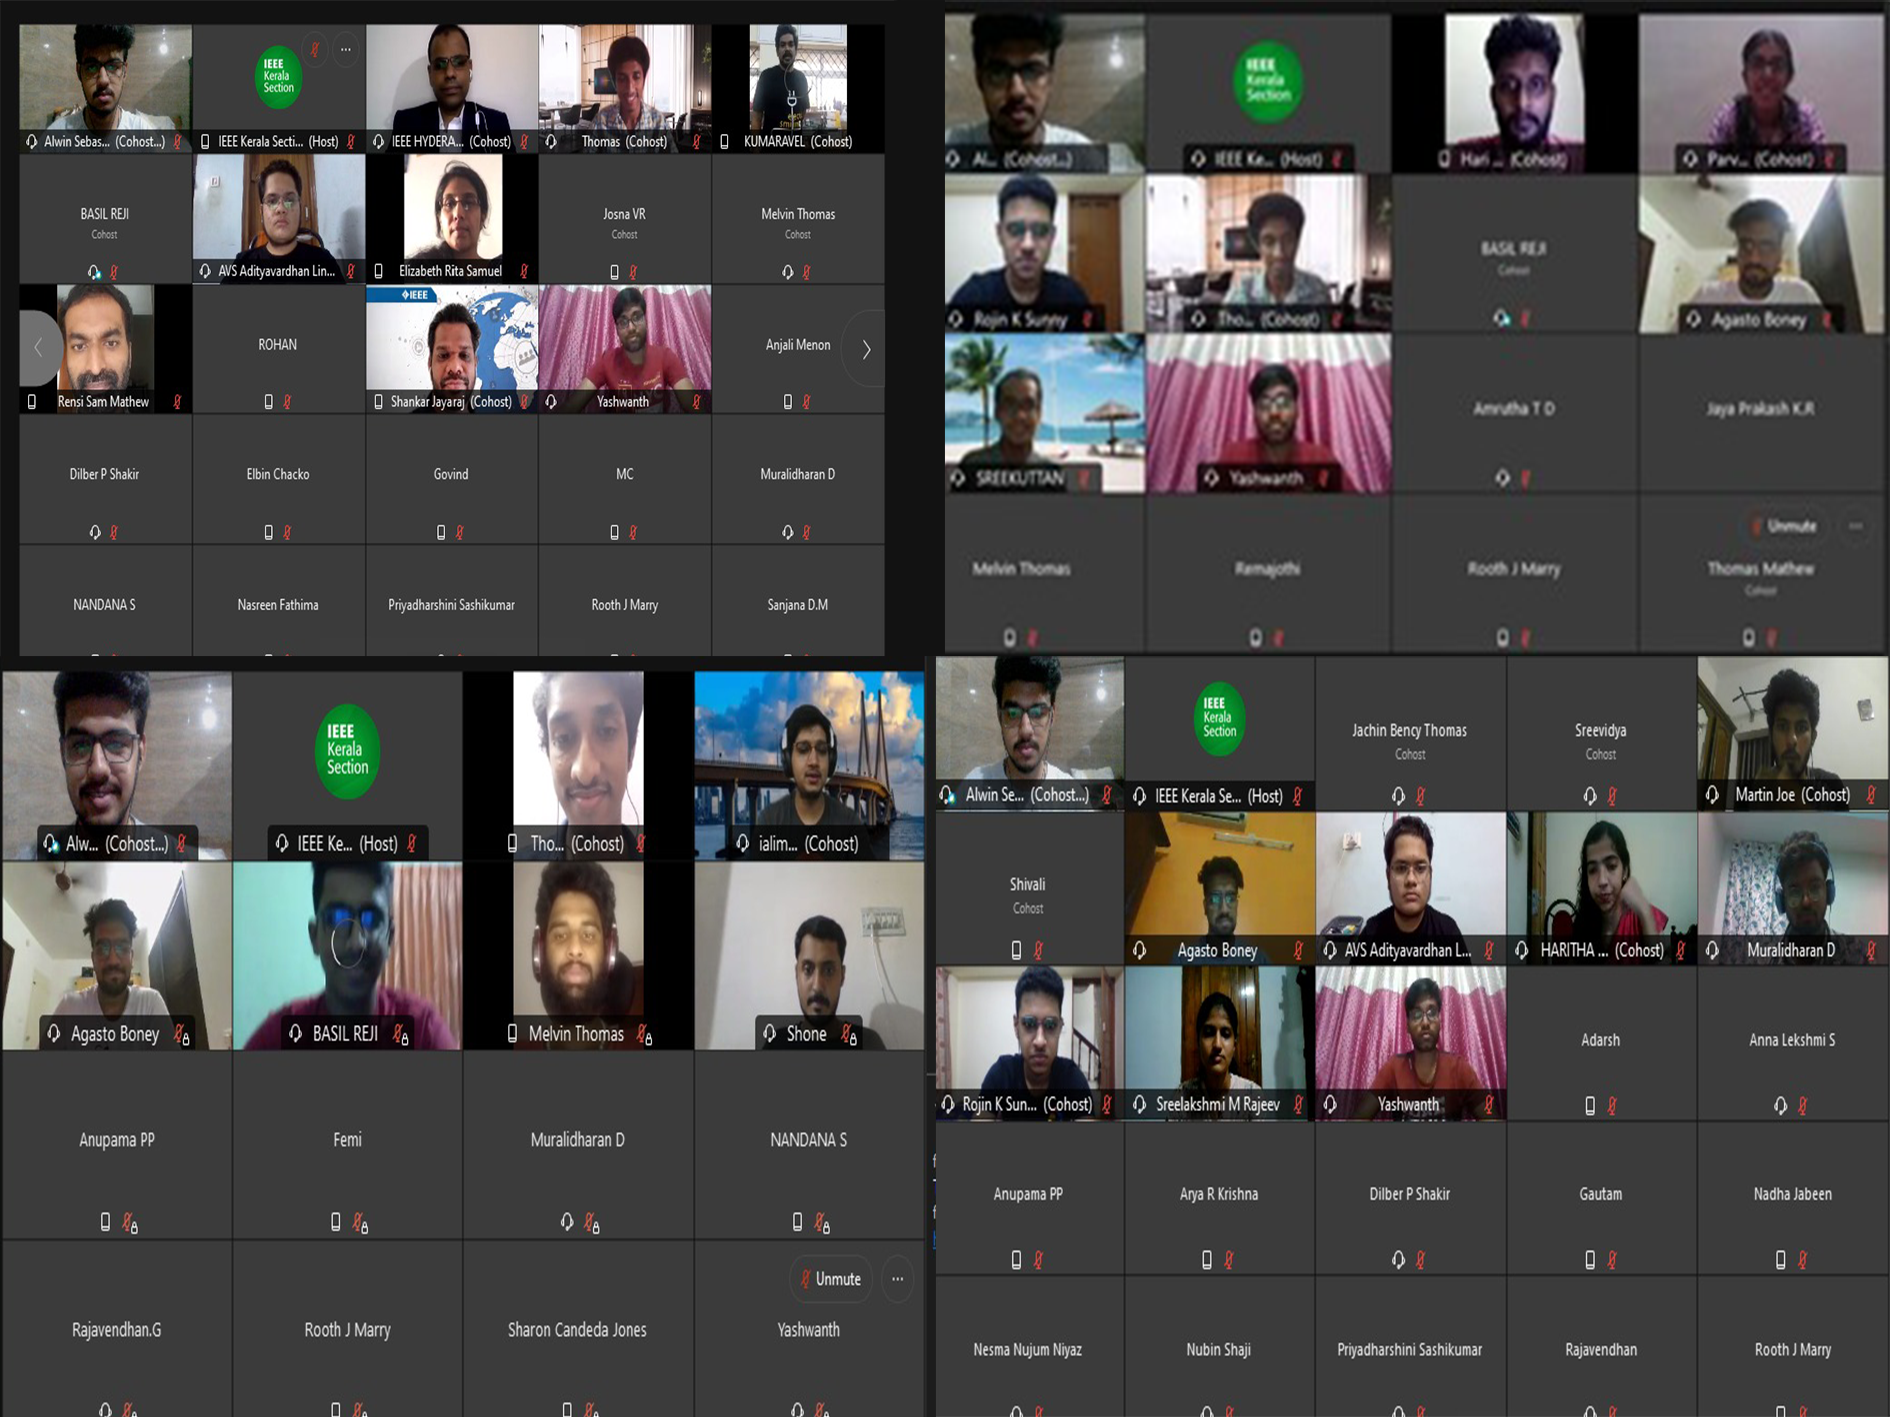 IEEE
Kerala
Section
Alwin Sebas... (Cohost...)
IEEE Kerala Secti... (Host)
IEEE HYDERA... (Cohost)
Thomas (Cohost)
KUMARAVEL (Cohost)
BASIL REJI
Cohost
AVS Adityavardhan Lin...
Elizabeth Rita Samuel
Josna VR
Cohost
Melvin Thomas
Cohost
IEEE
Rensi Sam Mathew
ROHAN
Shankar Jayaraj (Cohost)
Yashwanth
Anjali Menon
Dilber P Shakir
Elbin Chacko
Govind
MC
Muralidharan D
NANDANA S
Nasreen Fathima
Priyadharshini Sashikumar
Rooth J Marry
Sanjana D.M
IEEE
Kerala
Section
Al... (Cohost...)
IEEE Ke... (Host)
Hari ... (Cohost)
Parv... (Cohost)
Rojin K Sunny
Tho... (Cohost)
BASIL REJI
Cohost
Agasto Boney
SREEKUTTAN
Yashwanth
Amrutha T D
Jaya Prakash K.R
Unmute
Melvin Thomas
Remajothi
Rooth J Marry
Thomas Mathew
Cohost
IEEE
Kerala
Section
Alw... (Cohost...)
IEEE Ke... (Host)
Tho... (Cohost)
ialim... (Cohost)
Agasto Boney
BASIL REJI
Melvin Thomas
Shone
Anupama PP
Femi
Muralidharan D
NANDANA S
Unmute
Rajavendhan.G
Rooth J Marry
Sharon Candeda Jones
Yashwanth
IEEE
Kerala
Section
Alwin Se... (Cohost...)
IEEE Kerala Se... (Host)
Jachin Bency Thomas
Cohost
Sreevidya
Cohost
Martin Joe (Cohost)
Shivali
Cohost
Agasto Boney
AVS Adityavardhan L...
HARITHA ... (Cohost)
Muralidharan D
Rojin K Sun... (Cohost)
Sreelakshmi M Rajeev
Yashwanth
Adarsh
Anna Lekshmi S
Anupama PP
Arya R Krishna
Dilber P Shakir
Gautam
Nadha Jabeen
Nesma Nujum Niyaz
Nubin Shaji
Priyadharshini Sashikumar
Rajavendhan
Rooth J Marry